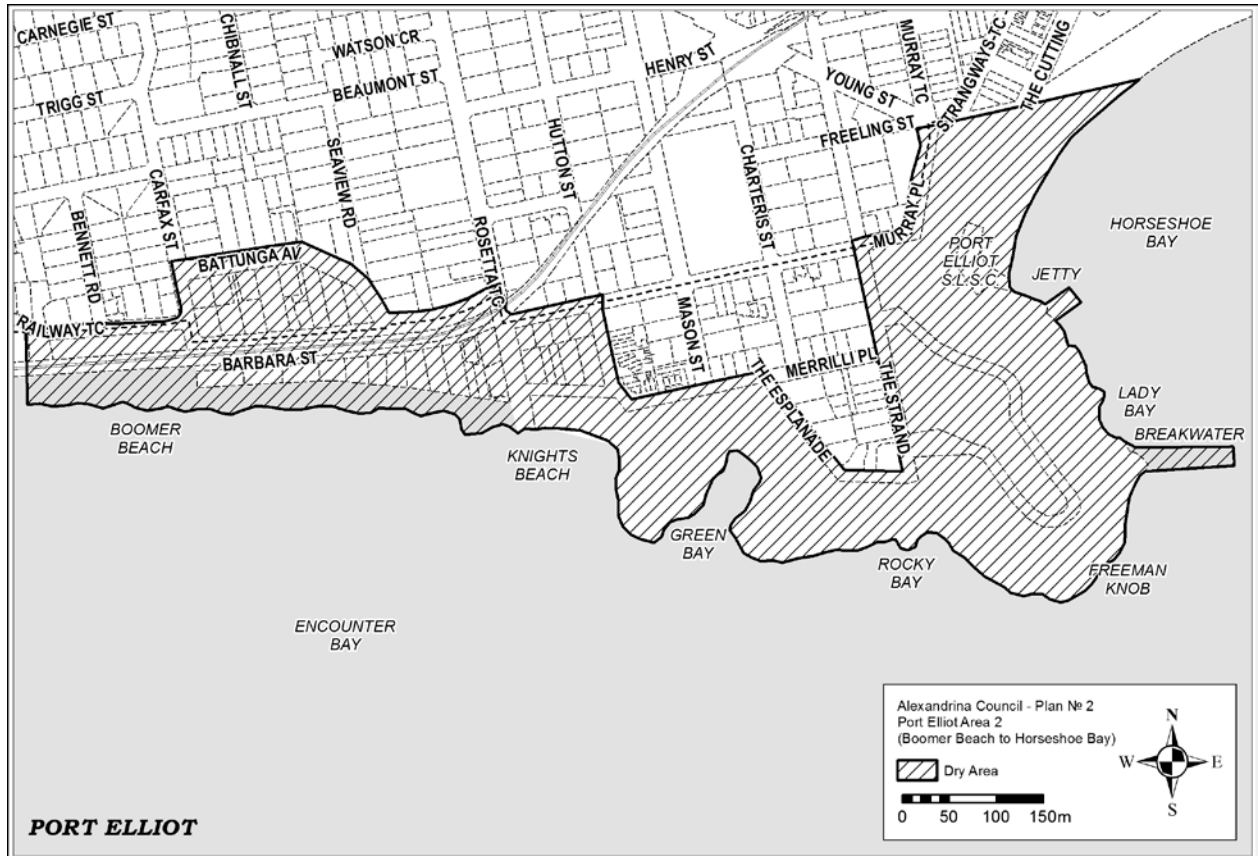 CARNEGIE ST
CHIBNALL ST
WATSON CR
HENRY ST
MURRAY TC
STRANGWAYS TC
THE CUTTING
TRIGG ST
BEAUMONT ST
YOUNG ST
FREELING ST
HUTTON ST
SEAVIEW RD
CHARTERIS ST
CARFAX ST
BENNETT RD
ROSETTA TC
MURRAY PL
HORSESHOE
BAY
PORT
ELLIOT
S.L.S.C.
BATTUNGA AV
JETTY
RAILWAY TC
MASON ST
BARBARA ST
MERRILLI PL
THE ESPLANADE
THE STRAND
LADY
BAY
BREAKWATER
BOOMER
BEACH
KNIGHTS
BEACH
GREEN
BAY
ROCKY
BAY
FREEMAN
KNOB
ENCOUNTER
BAY
Alexandrina Council - Plan № 2
Port Elliot Area 2
(Boomer Beach to Horseshoe Bay)
Dry Area
0 50 100 150m
N
W E
S
PORT ELLIOT